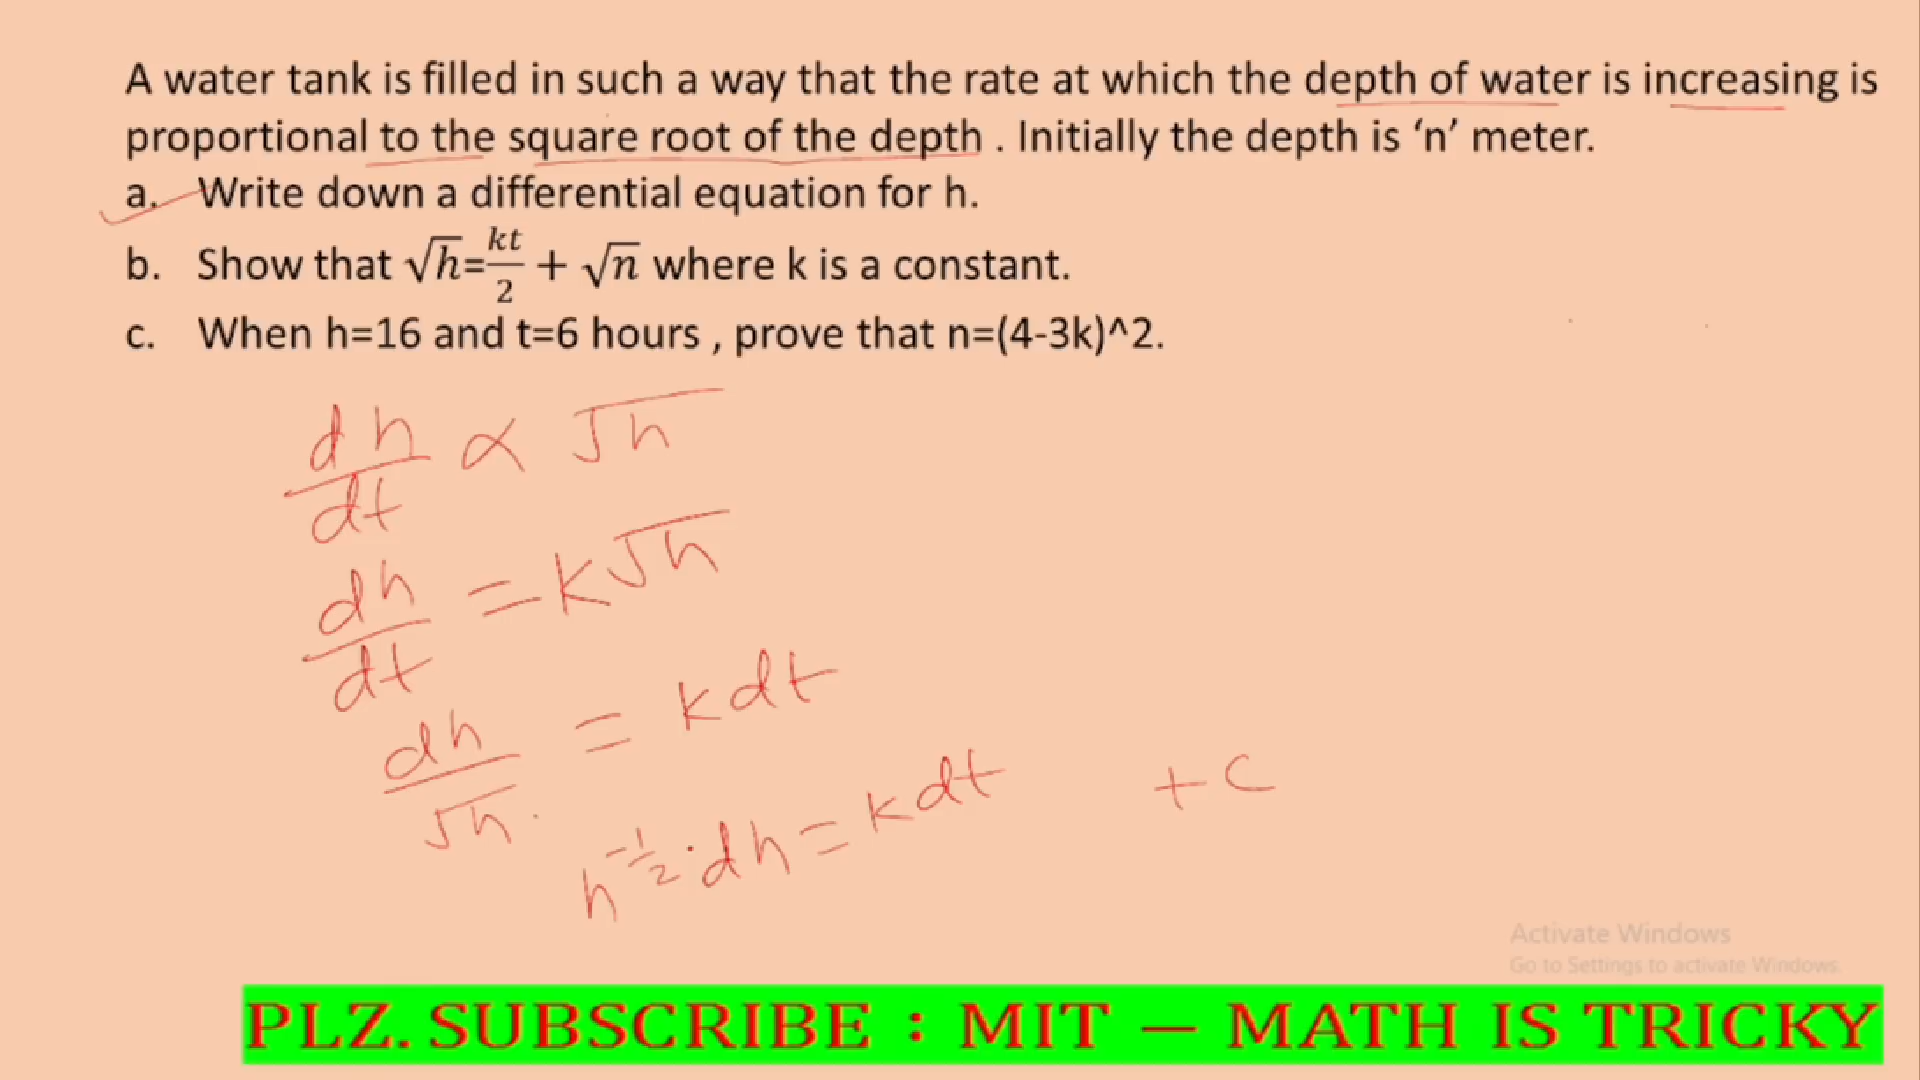 A water tank is filled in such a way that the rate at which the depth of water is increasing is
proportional to the square root of the depth . Initially the depth is ‘n’ meter.
a. Write down a differential equation for h.
b. Show that √h=kt/2 + √n where k is a constant.
c. When h=16 and t=6 hours , prove that n=(4-3k)^2.
dh/dt ∝ √h
dh/dt = k√h
dh/√h = kdt
h^-1/2 . dh = kdt + c
Activate Windows
Go to Settings to activate Windows.
PLZ. SUBSCRIBE : MIT – MATH IS TRICKY